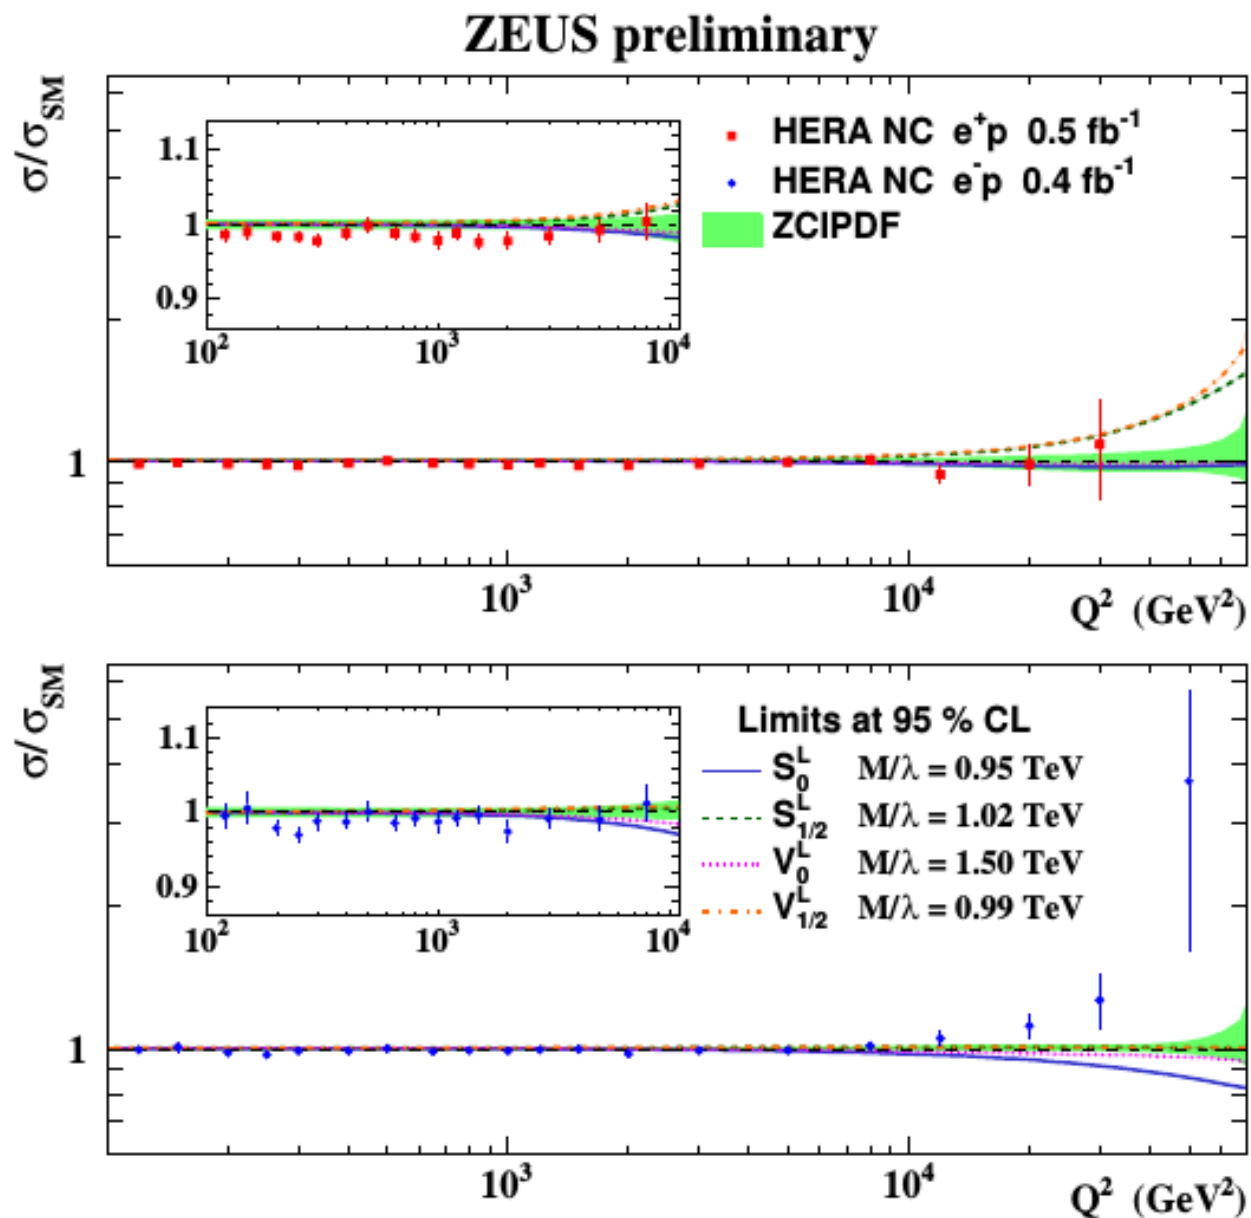 ZEUS preliminary
σ/σ_SM
1.1
1
0.9
10² 10³ 10⁴
HERA NC e⁺p 0.5 fb⁻¹
HERA NC e⁻p 0.4 fb⁻¹
ZCIPDF
1
10³ 10⁴
Q² (GeV²)
σ/σ_SM
1.1
1
0.9
10² 10³ 10⁴
Limits at 95 % CL
S₀ᴸ M/λ = 0.95 TeV
S₁/₂ᴸ M/λ = 1.02 TeV
V₀ᴸ M/λ = 1.50 TeV
V₁/₂ᴸ M/λ = 0.99 TeV
1
10³ 10⁴
Q² (GeV²)